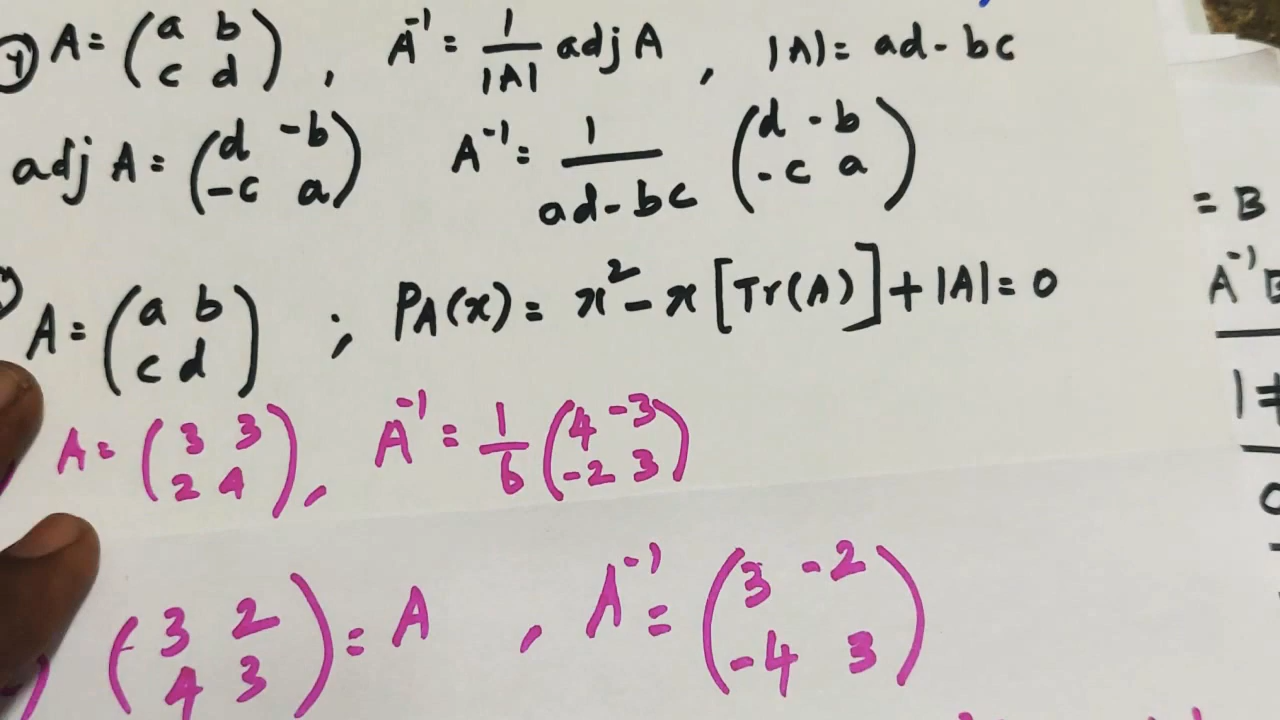 4) A = (a b c d), A⁻¹ = 1/|A| adj A, |A| = ad - bc
adj A = (d -b -c a) A⁻¹ = 1/ad - bc (d -b -c a)
A = (a b c d) ; P_A(x) = x² - x [Tr(A)] + |A| = 0
A = (3 3 2 4), A⁻¹ = 1/6 (4 -3 -2 3)
(3 2 4 3) = A, A⁻¹ = (3 -2 -4 3)
= B
A⁻¹